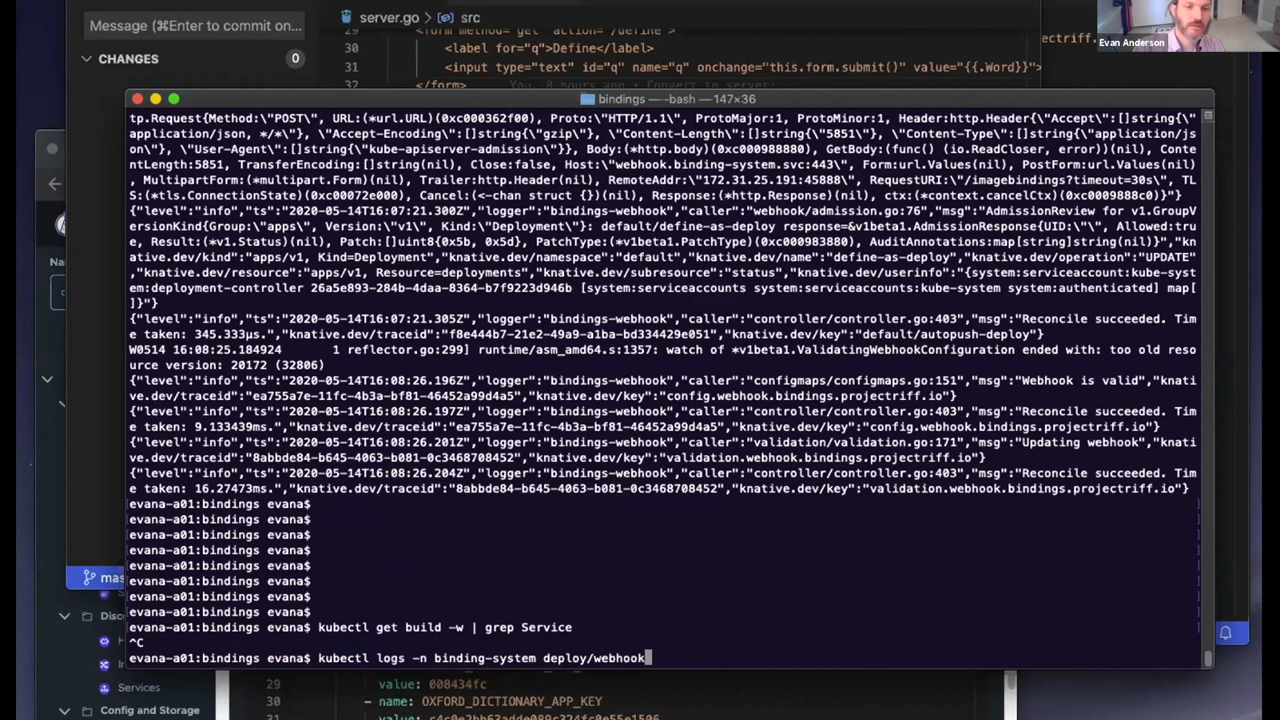 Message (⌘Enter to commit on...
CHANGES
0
server.go > src
29 <form method="get" action="/define">
30 <label for="q">Define</label>
31 <input type="text" id="q" name="q" onchange="this.form.submit()" value="{{.Word}}">
32 </form> You, 8 hours ago • Convert to server.
ectriff.
Evan Anderson
bindings — -bash — 147×36
tp.Request{Method:\"POST\", URL:(*url.URL)(0xc000362f00), Proto:\"HTTP/1.1\", ProtoMajor:1, ProtoMinor:1, Header:http.Header{\"Accept\":[]string{\"
application/json, */*\"}, \"Accept-Encoding\":[]string{\"gzip\"}, \"Content-Length\":[]string{\"5851\"}, \"Content-Type\":[]string{\"application/js
on\"}, \"User-Agent\":[]string{\"kube-apiserver-admission\"}}, Body:(*http.body)(0xc000988880), GetBody:(func() (io.ReadCloser, error))(nil), Conte
ntLength:5851, TransferEncoding:[]string(nil), Close:false, Host:\"webhook.binding-system.svc:443\", Form:url.Values(nil), PostForm:url.Values(nil)
, MultipartForm:(*multipart.Form)(nil), Trailer:http.Header(nil), RemoteAddr:\"172.31.25.191:45888\", RequestURI:\"/imagebindings?timeout=30s\", TL
S:(*tls.ConnectionState)(0xc00072e000), Cancel:(<-chan struct {})(nil), Response:(*http.Response)(nil), ctx:(*context.cancelCtx)(0xc0009888c0)}"}
{"level":"info","ts":"2020-05-14T16:07:21.300Z","logger":"bindings-webhook","caller":"webhook/admission.go:76","msg":"AdmissionReview for v1.GroupV
ersionKind{Group:\"apps\", Version:\"v1\", Kind:\"Deployment\"}: default/define-as-deploy response=&v1beta1.AdmissionResponse{UID:\"\", Allowed:tru
e, Result:(*v1.Status)(nil), Patch:[]uint8{0x5b, 0x5d}, PatchType:(*v1beta1.PatchType)(0xc000983880), AuditAnnotations:map[string]string(nil)}","kn
ative.dev/kind":"apps/v1, Kind=Deployment","knative.dev/namespace":"default","knative.dev/name":"define-as-deploy","knative.dev/operation":"UPDATE"
,"knative.dev/resource":"apps/v1, Resource=deployments","knative.dev/subresource":"status","knative.dev/userinfo":"{system:serviceaccount:kube-syst
em:deployment-controller 26a5e893-284b-4daa-8364-b7f9223d946b [system:serviceaccounts system:serviceaccounts:kube-system system:authenticated] map[
]}"}
{"level":"info","ts":"2020-05-14T16:07:21.305Z","logger":"bindings-webhook","caller":"controller/controller.go:403","msg":"Reconcile succeeded. Tim
e taken: 345.333µs.","knative.dev/traceid":"f8e444b7-21e2-49a9-a1ba-bd334429e051","knative.dev/key":"default/autopush-deploy"}
W0514 16:08:25.184924 1 reflector.go:299] runtime/asm_amd64.s:1357: watch of *v1beta1.ValidatingWebhookConfiguration ended with: too old reso
urce version: 20172 (32806)
{"level":"info","ts":"2020-05-14T16:08:26.196Z","logger":"bindings-webhook","caller":"configmaps/configmaps.go:151","msg":"Webhook is valid","knati
ve.dev/traceid":"ea755a7e-11fc-4b3a-bf81-46452a99d4a5","knative.dev/key":"config.webhook.bindings.projectriff.io"}
{"level":"info","ts":"2020-05-14T16:08:26.197Z","logger":"bindings-webhook","caller":"controller/controller.go:403","msg":"Reconcile succeeded. Tim
e taken: 9.133439ms.","knative.dev/traceid":"ea755a7e-11fc-4b3a-bf81-46452a99d4a5","knative.dev/key":"config.webhook.bindings.projectriff.io"}
{"level":"info","ts":"2020-05-14T16:08:26.201Z","logger":"bindings-webhook","caller":"validation/validation.go:171","msg":"Updating webhook","knati
ve.dev/traceid":"8abbde84-b645-4063-b081-0c3468708452","knative.dev/key":"validation.webhook.bindings.projectriff.io"}
{"level":"info","ts":"2020-05-14T16:08:26.204Z","logger":"bindings-webhook","caller":"controller/controller.go:403","msg":"Reconcile succeeded. Tim
e taken: 16.27473ms.","knative.dev/traceid":"8abbde84-b645-4063-b081-0c3468708452","knative.dev/key":"validation.webhook.bindings.projectriff.io"}
evana-a01:bindings evana$
evana-a01:bindings evana$
evana-a01:bindings evana$
evana-a01:bindings evana$
evana-a01:bindings evana$
evana-a01:bindings evana$
evana-a01:bindings evana$
evana-a01:bindings evana$
evana-a01:bindings evana$ kubectl get build -w | grep Service
^C
evana-a01:bindings evana$ kubectl logs -n binding-system deploy/webhook
mas
Disco
Services
Config and Storage
29 value: 008434fc
30 - name: OXFORD_DICTIONARY_APP_KEY